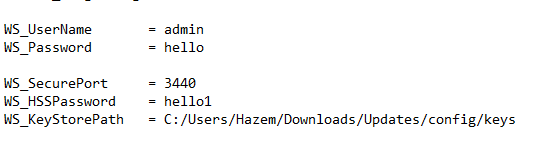 WS_UserName = admin
WS_Password = hello
WS_SecurePort = 3440
WS_HSSPassword = hello1
WS_KeyStorePath = C:/Users/Hazem/Downloads/Updates/config/keys